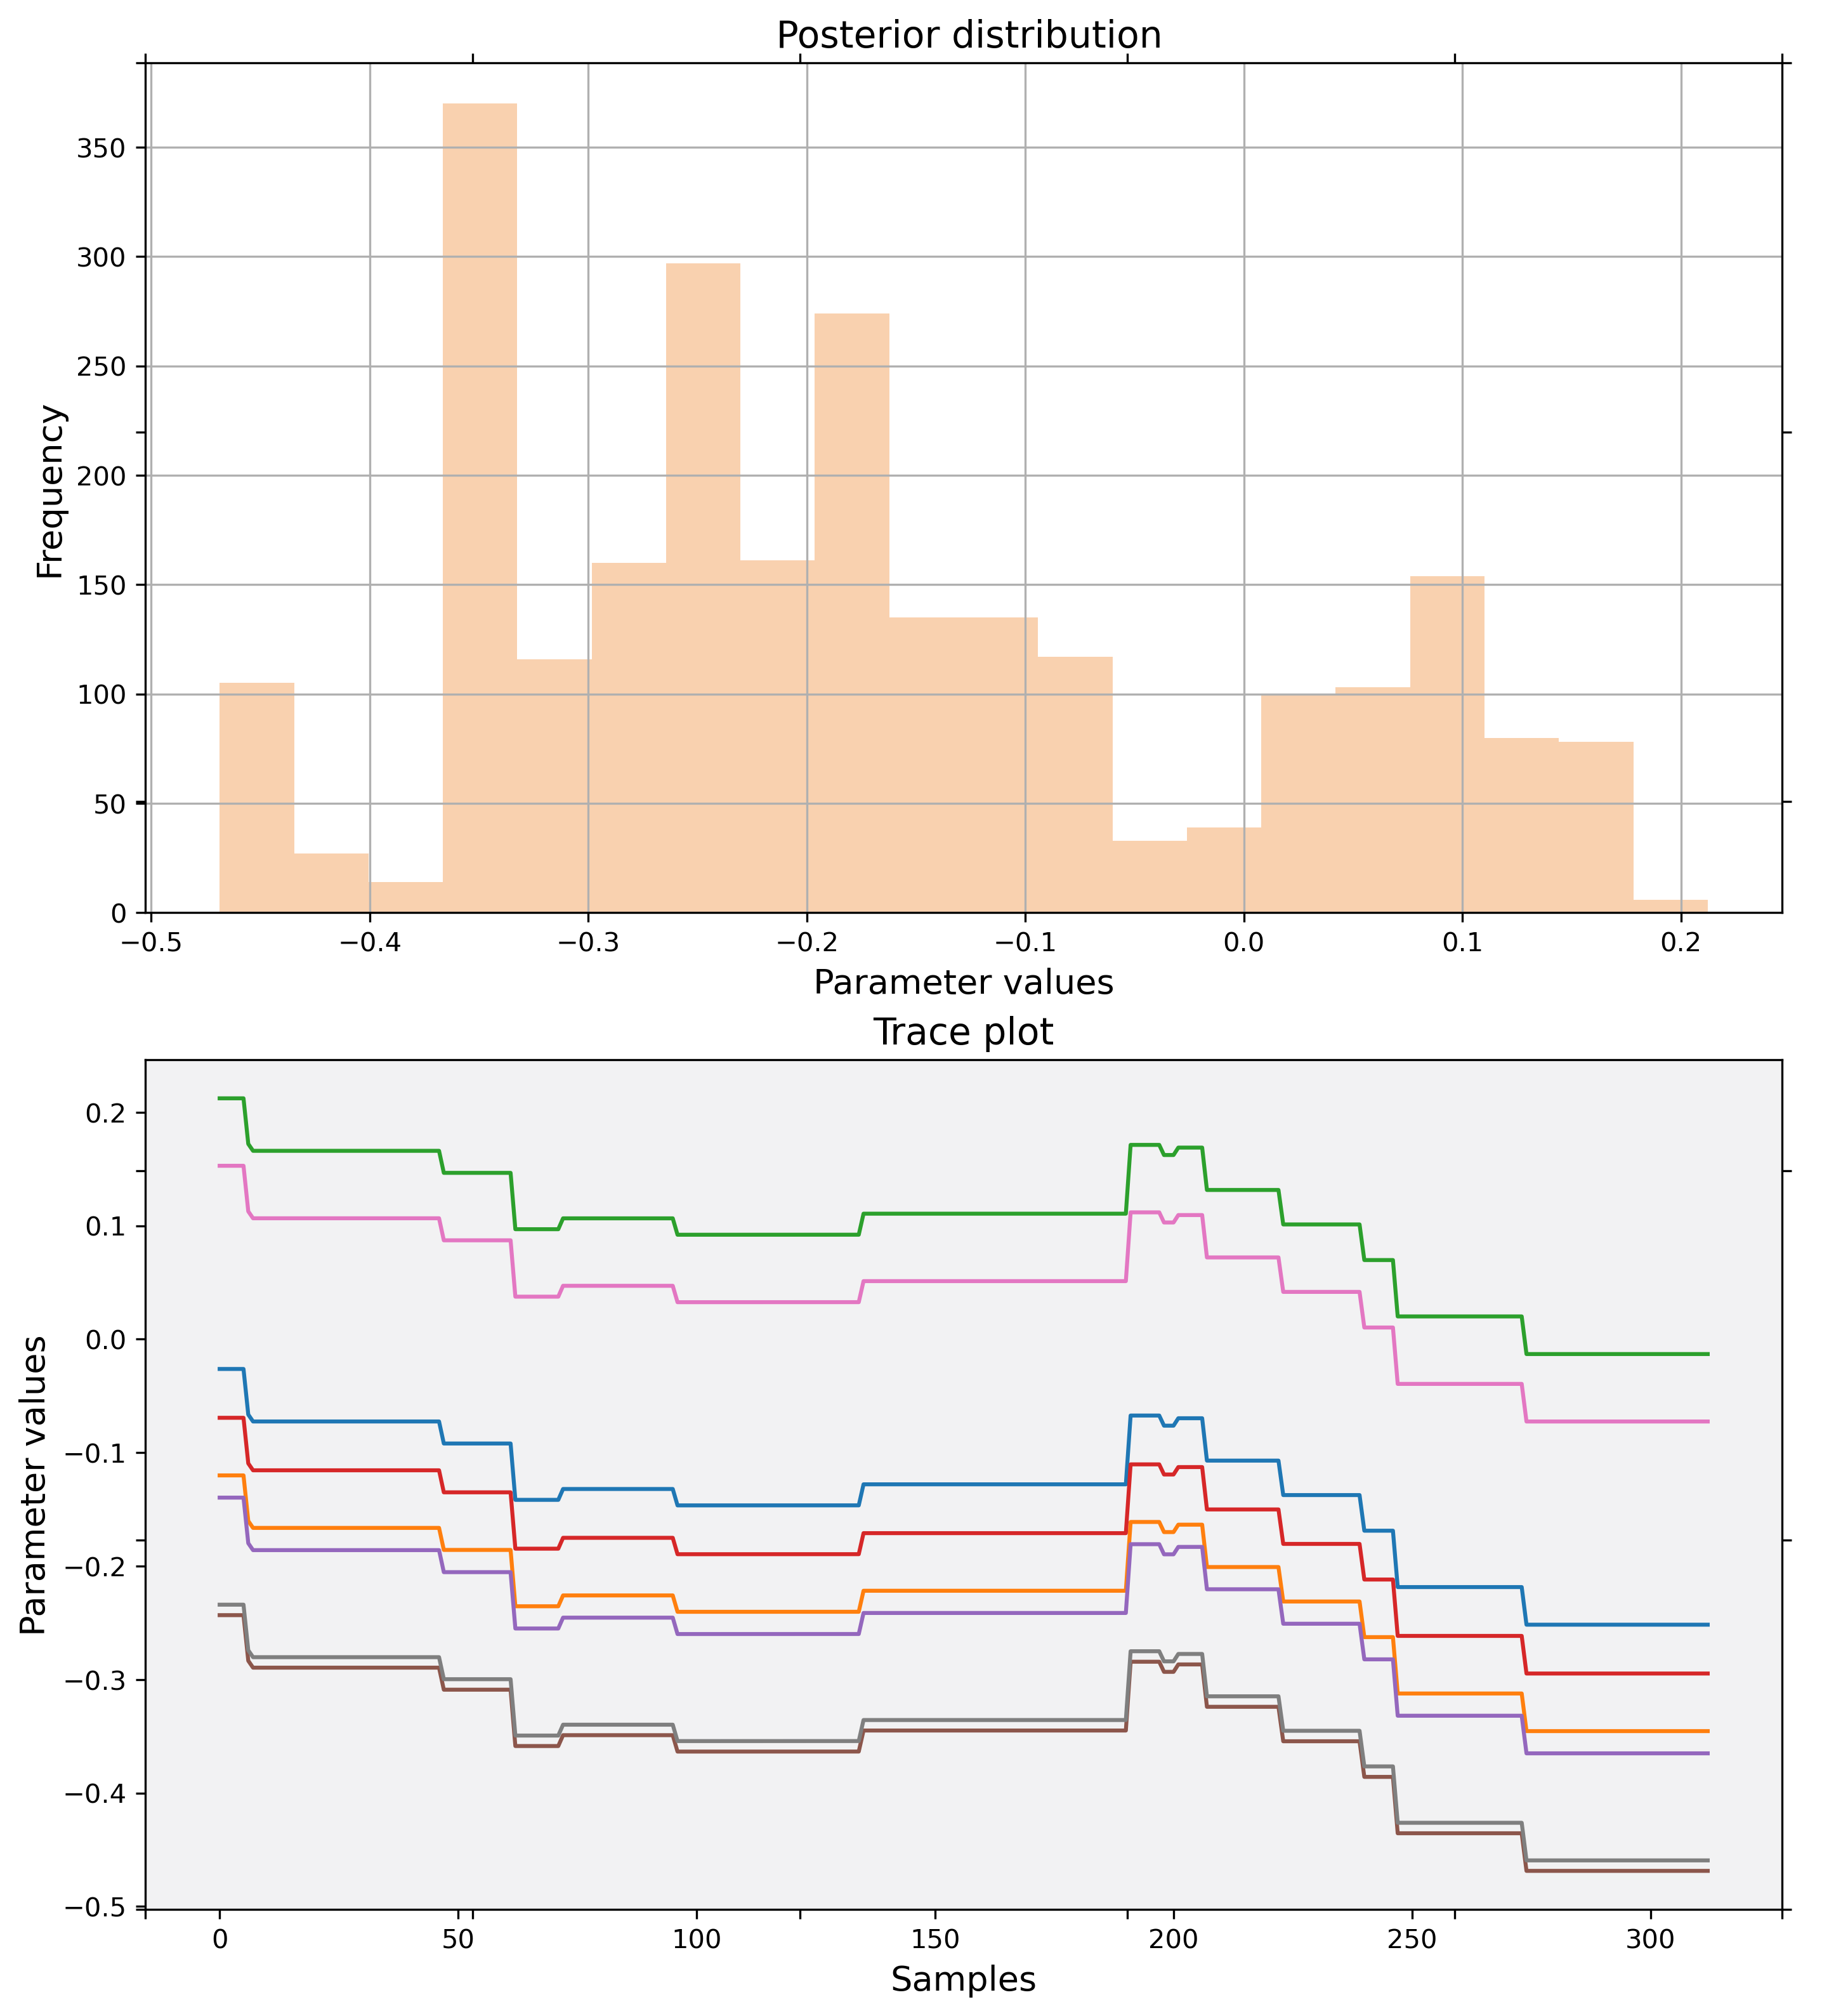 Posterior distribution
350
300
250
200
150
100
50
0
Frequency
−0.5 −0.4 −0.3 −0.2 −0.1 0.0 0.1 0.2
Parameter values
Trace plot
0.2
0.1
0.0
−0.1
−0.2
−0.3
−0.4
−0.5
Parameter values
0 50 100 150 200 250 300
Samples